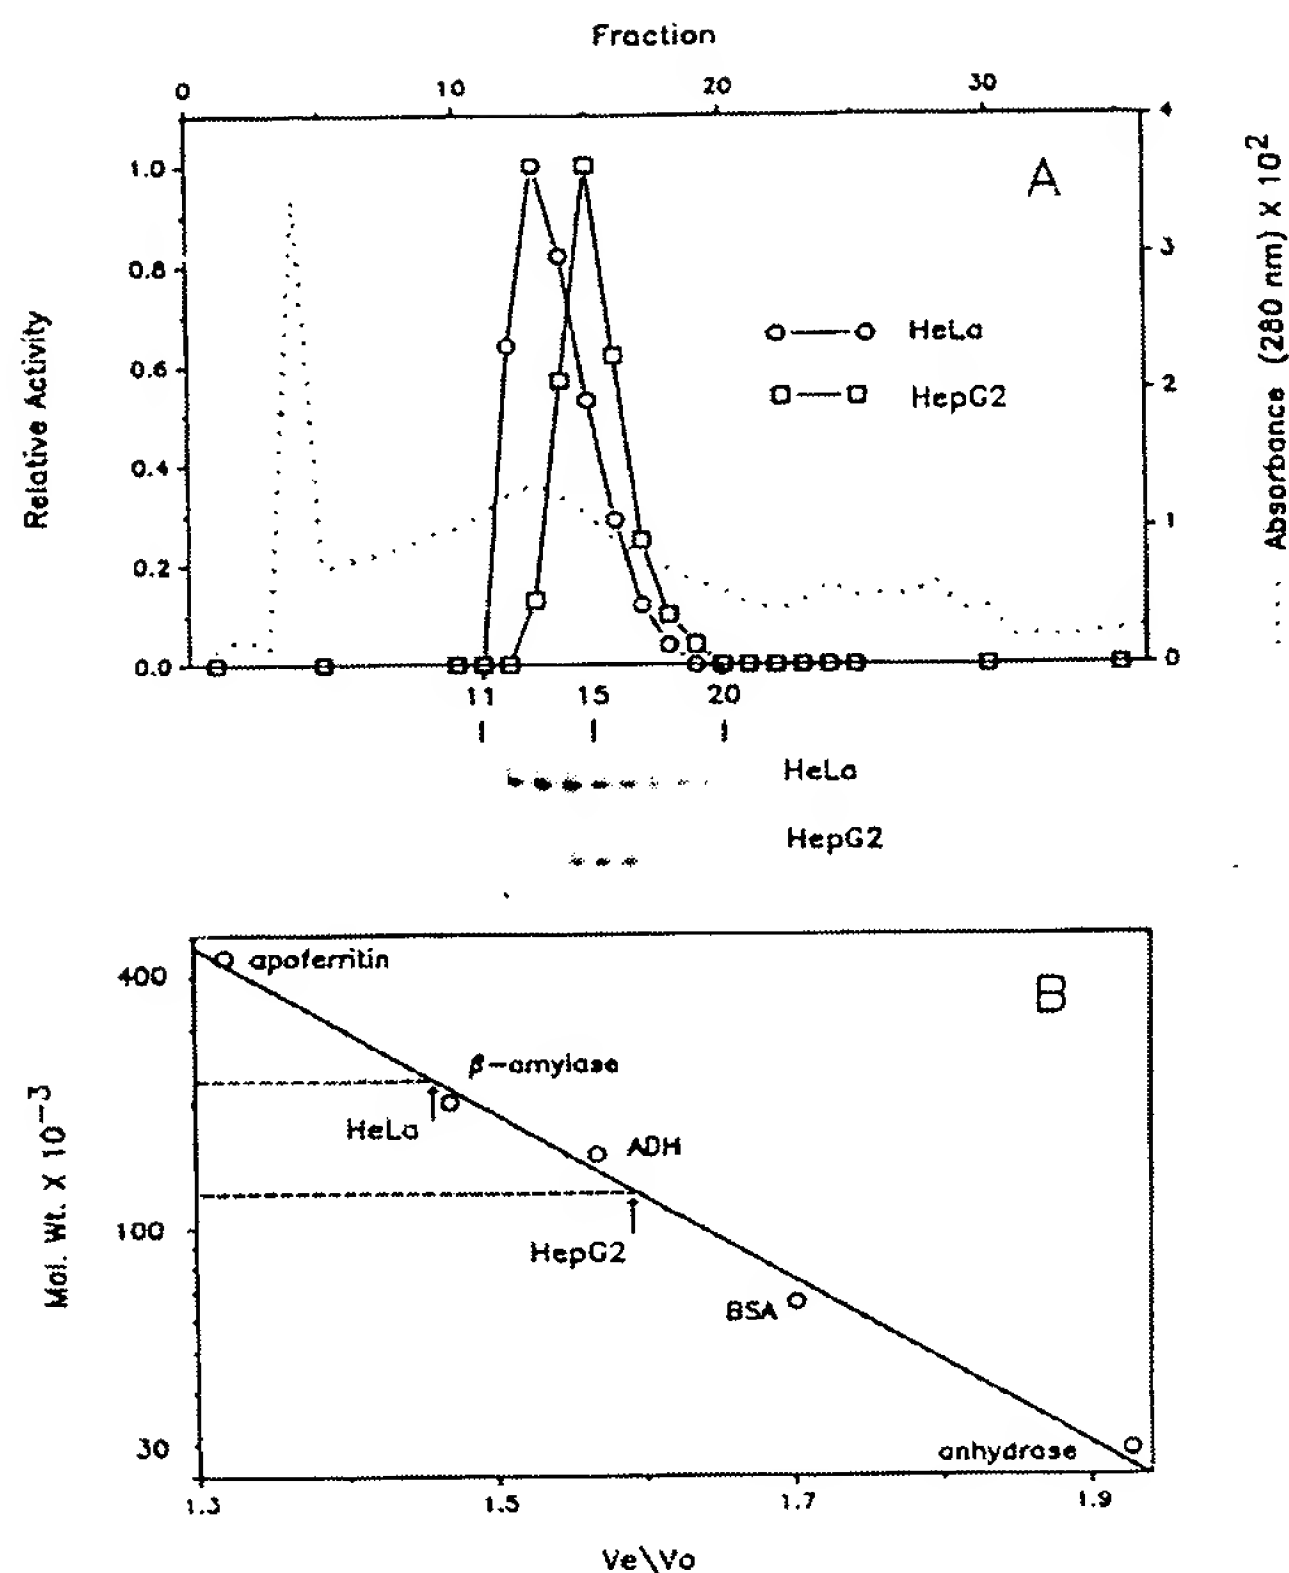 Fraction
0 10 20 30
4
1.0
A
3
0.8
HeLa
0.6
2
HepG2
0.4
1
0.2
0.0
0
Relative Activity
Absorbance (280 nm) X 10²
11 15 20
HeLa
HepG2
400
apoferritin
B
β-amylase
HeLa
ADH
100
HepG2
BSA
30
anhydrase
1.3 1.5 1.7 1.9
Mol. Wt. X 10⁻³
Ve\Vo